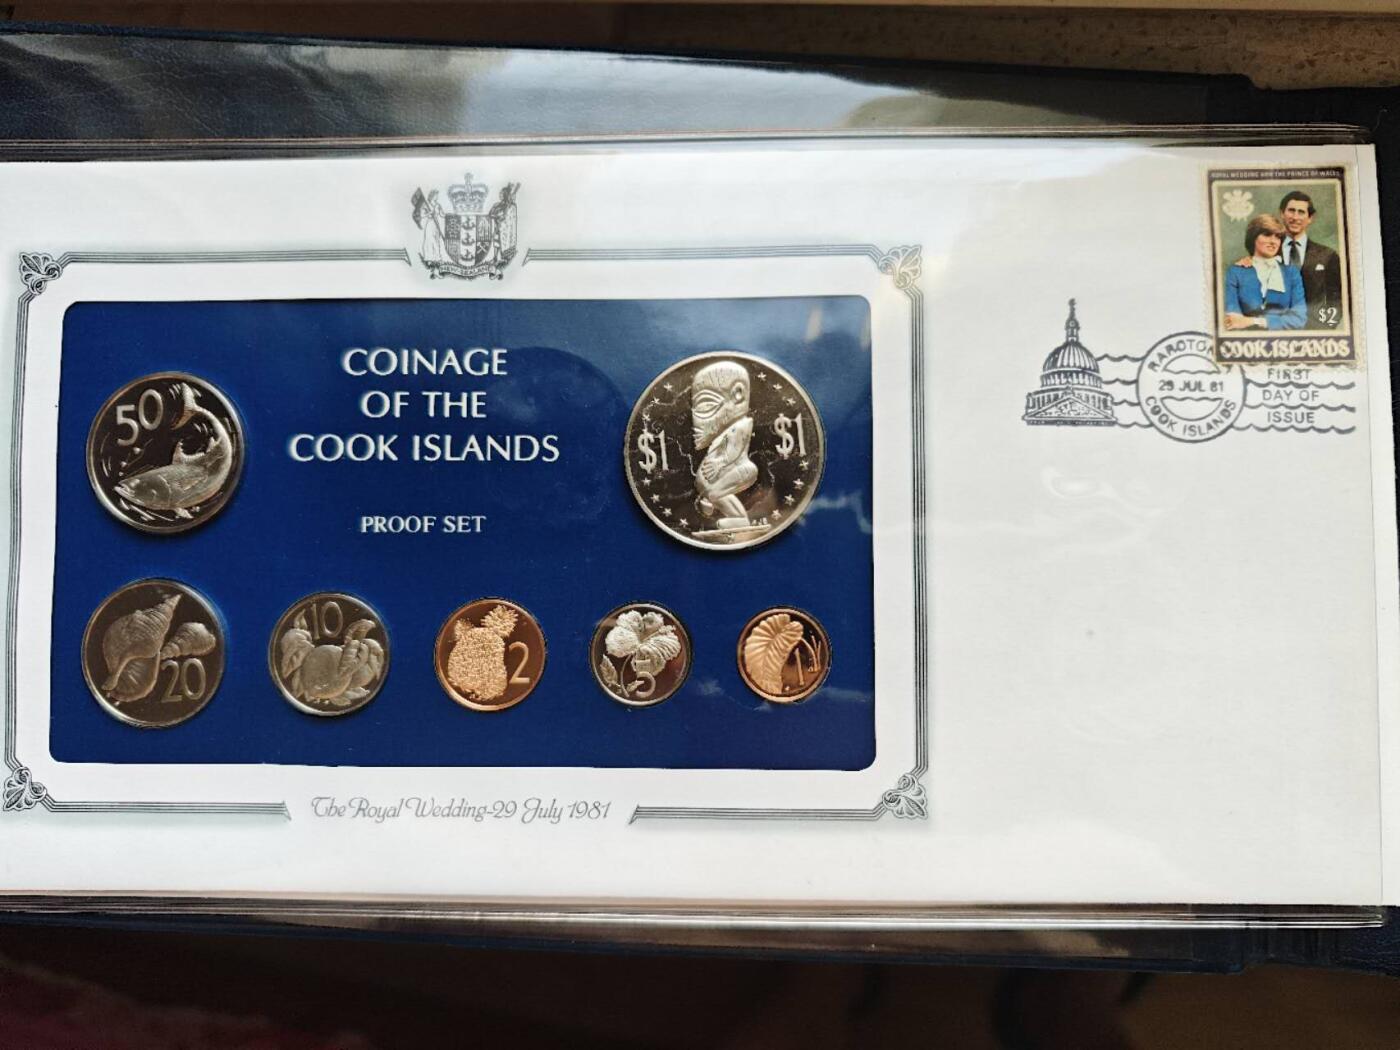 NEW ZEALAND
ROYAL WEDDING HRH THE PRINCE OF WALES
$2
COOK ISLANDS
COINAGE
OF THE
COOK ISLANDS
PROOF SET
50
$1 $1
20
10
2
5
1
29 JUL 81
COOK ISLANDS
FIRST
DAY OF
ISSUE
The Royal Wedding-29 July 1981